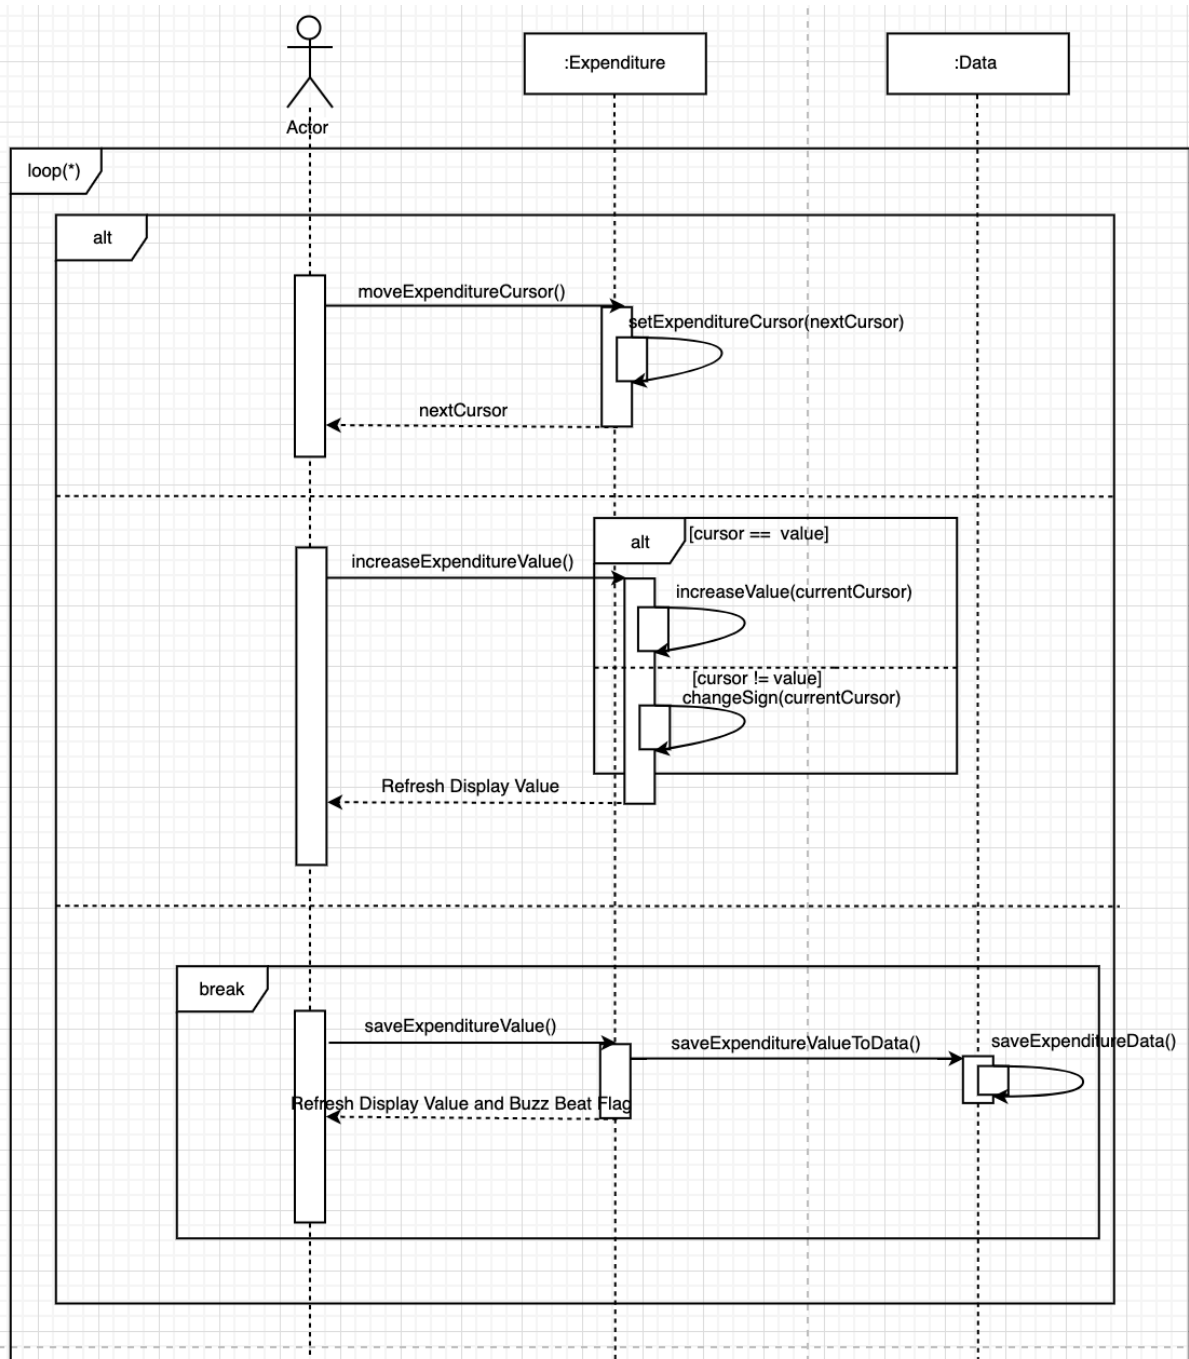 :Expenditure
:Data
Actor
loop(*)
alt
moveExpenditureCursor()
setExpenditureCursor(nextCursor)
nextCursor
alt
[cursor ==  value]
increaseExpenditureValue()
increaseValue(currentCursor)
[cursor != value]
changeSign(currentCursor)
Refresh Display Value
break
saveExpenditureValue()
saveExpenditureValueToData()
saveExpenditureData()
Refresh Display Value and Buzz Beat Flag